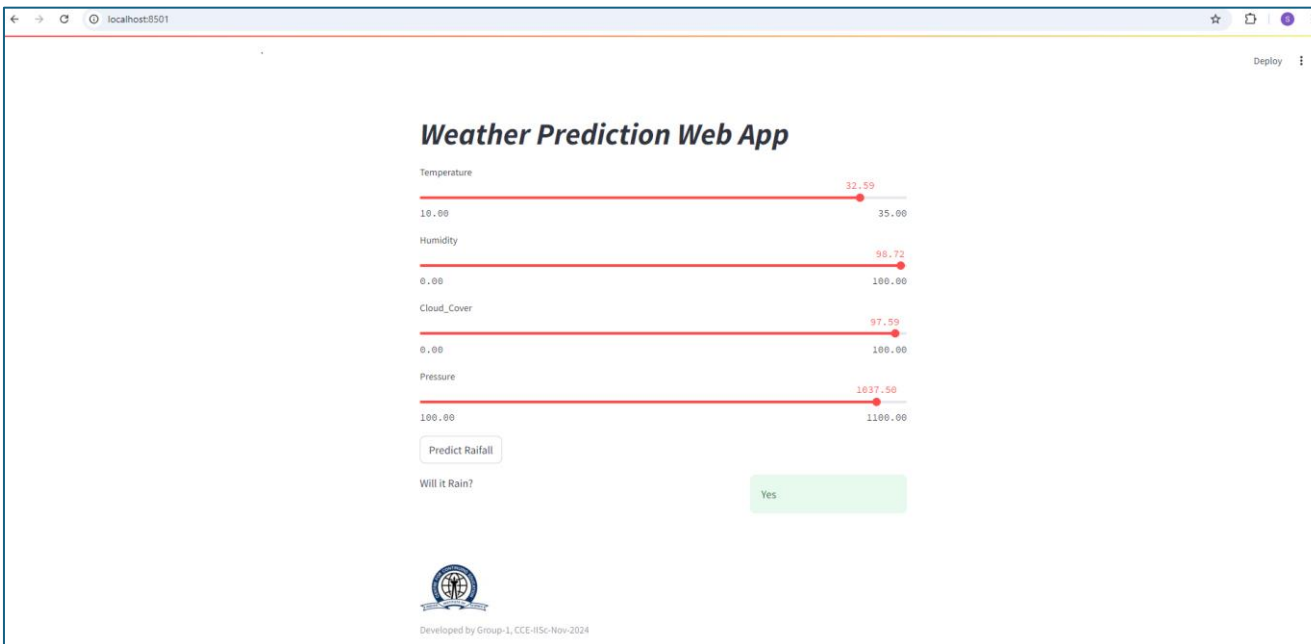 localhost:8501
S
Deploy
Weather Prediction Web App
Temperature
32.59
10.00 35.00
Humidity
98.72
0.00 100.00
Cloud_Cover
97.59
0.00 100.00
Pressure
1037.50
100.00 1100.00
Predict Raifall
Will it Rain? Yes
Developed by Group-1, CCE-IISc-Nov-2024